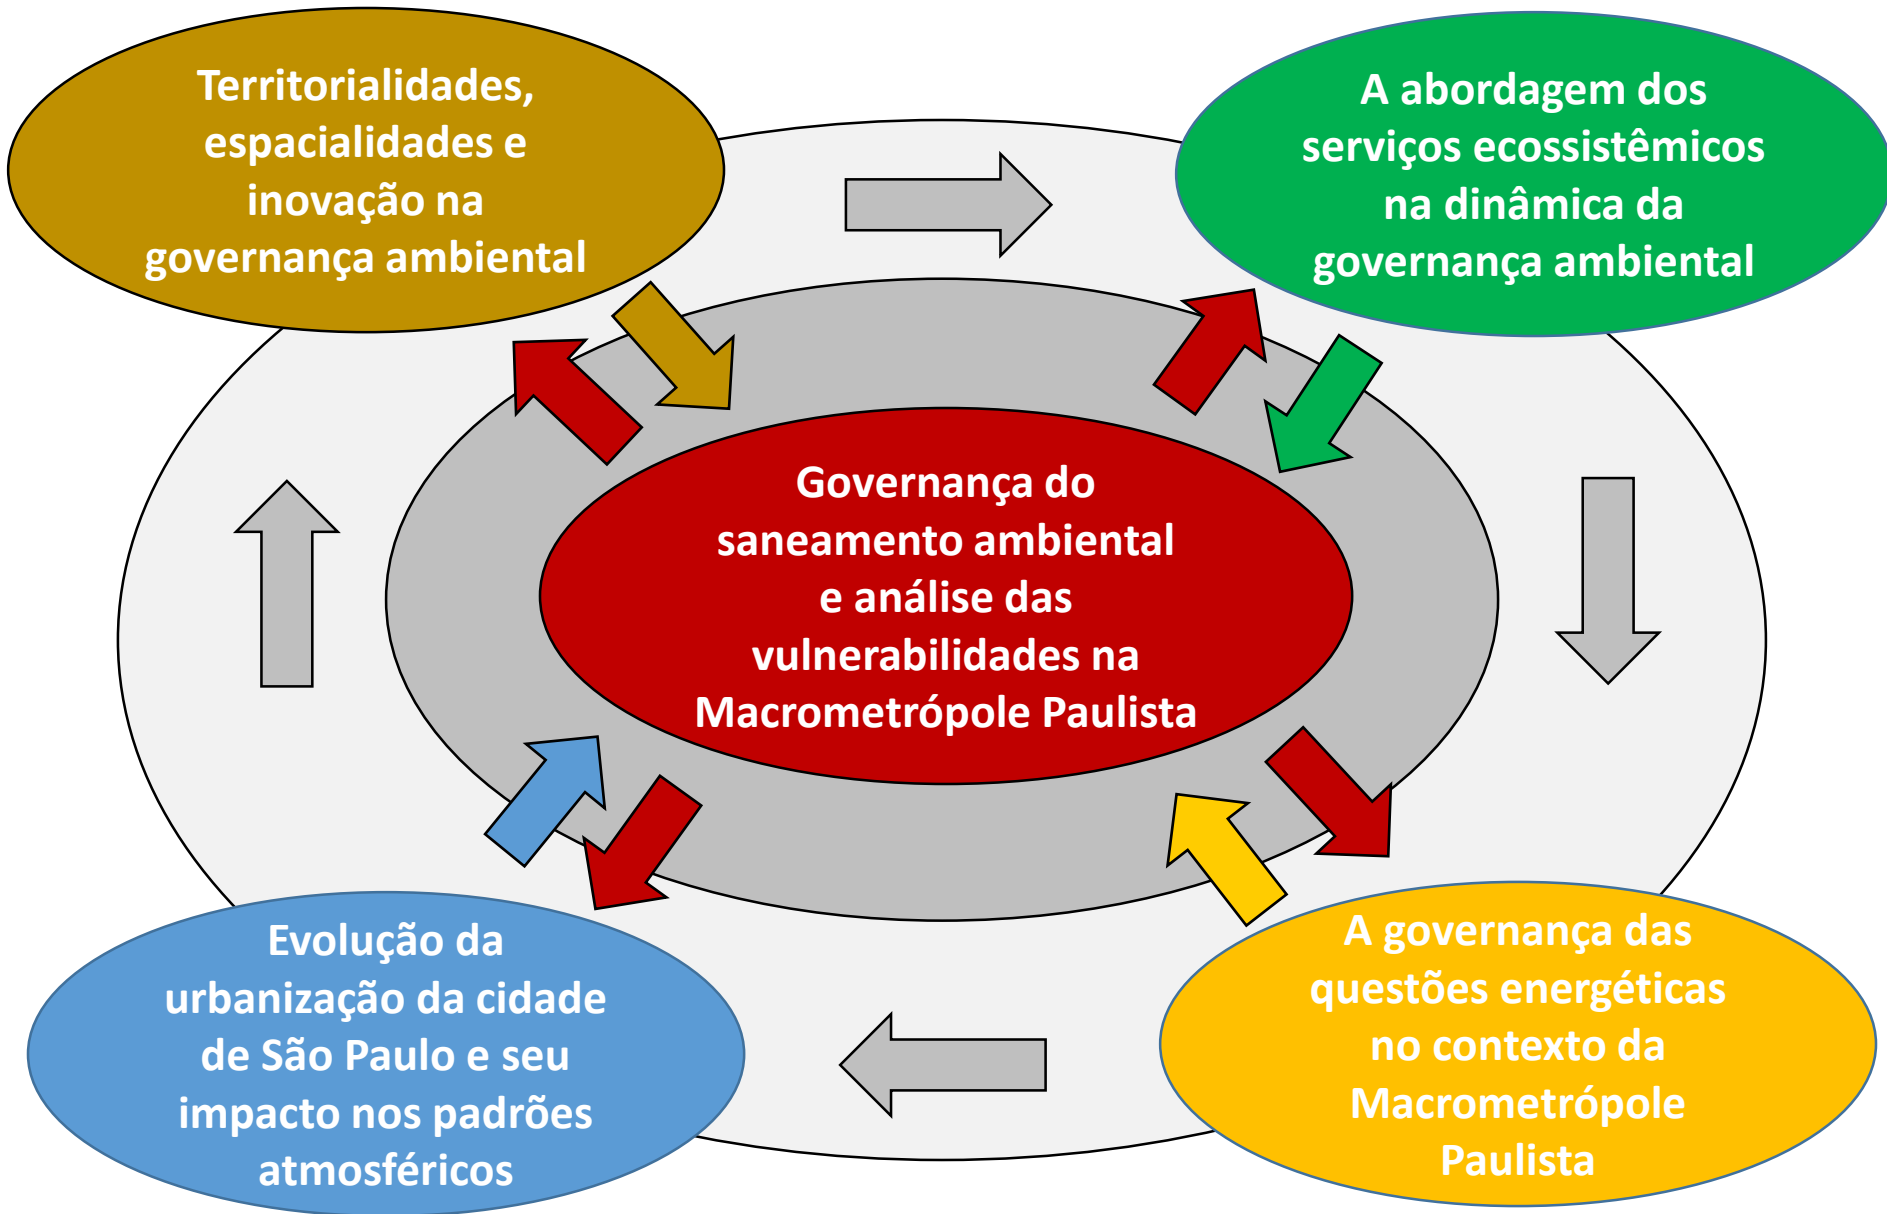 Territorialidades,
espacialidades e
inovação na
governança ambiental
A abordagem dos
serviços ecossistêmicos
na dinâmica da
governança ambiental
Governança do
saneamento ambiental
e análise das
vulnerabilidades na
Macrometrópole Paulista
Evolução da
urbanização da cidade
de São Paulo e seu
impacto nos padrões
atmosféricos
A governança das
questões energéticas
no contexto da
Macrometrópole
Paulista